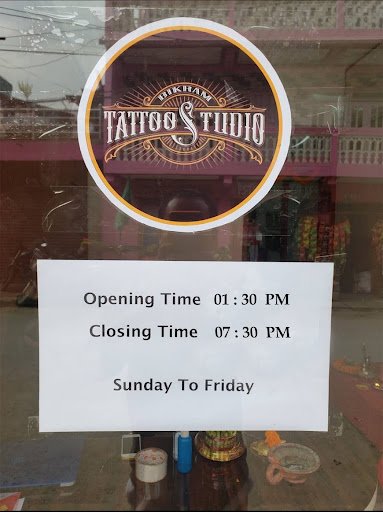 BIKRAM
TATTOO STUDIO
Opening Time 01 : 30 PM
Closing Time 07 : 30 PM
Sunday To Friday